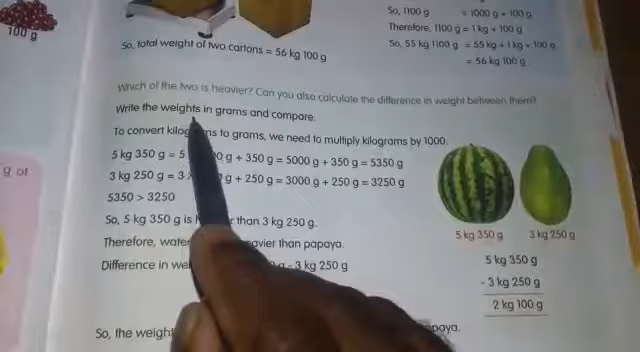 100 g
So, 1100 g = 1000 g + 100 g
Therefore, 1100 g = 1 kg + 100 g
So, 55 kg 1100 g = 55 kg + 1 kg + 100 g
= 56 kg 100 g
So, total weight of two cartons = 56 kg 100 g
Which of the two is heavier? Can you also calculate the difference in weight between them?
Write the weights in grams and compare.
To convert kilog ns to grams, we need to multiply kilograms by 1000.
5 kg 350 g = 5 0 g + 350 g = 5000 g + 350 g = 5350 g
3 kg 250 g = 3 × g + 250 g = 3000 g + 250 g = 3250 g
5350 > 3250
So, 5 kg 350 g is r than 3 kg 250 g.
Therefore, wate avier than papaya.
Difference in we g - 3 kg 250 g
So, the weight paya.
g of
5 kg 350 g
3 kg 250 g
5 kg 350 g
- 3 kg 250 g
2 kg 100 g